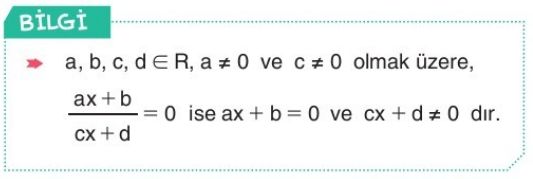 BİLGİ
a, b, c, d ∈ R, a ≠ 0 ve c ≠ 0 olmak üzere,
ax + b / cx + d = 0 ise ax + b = 0 ve cx + d ≠ 0 dır.